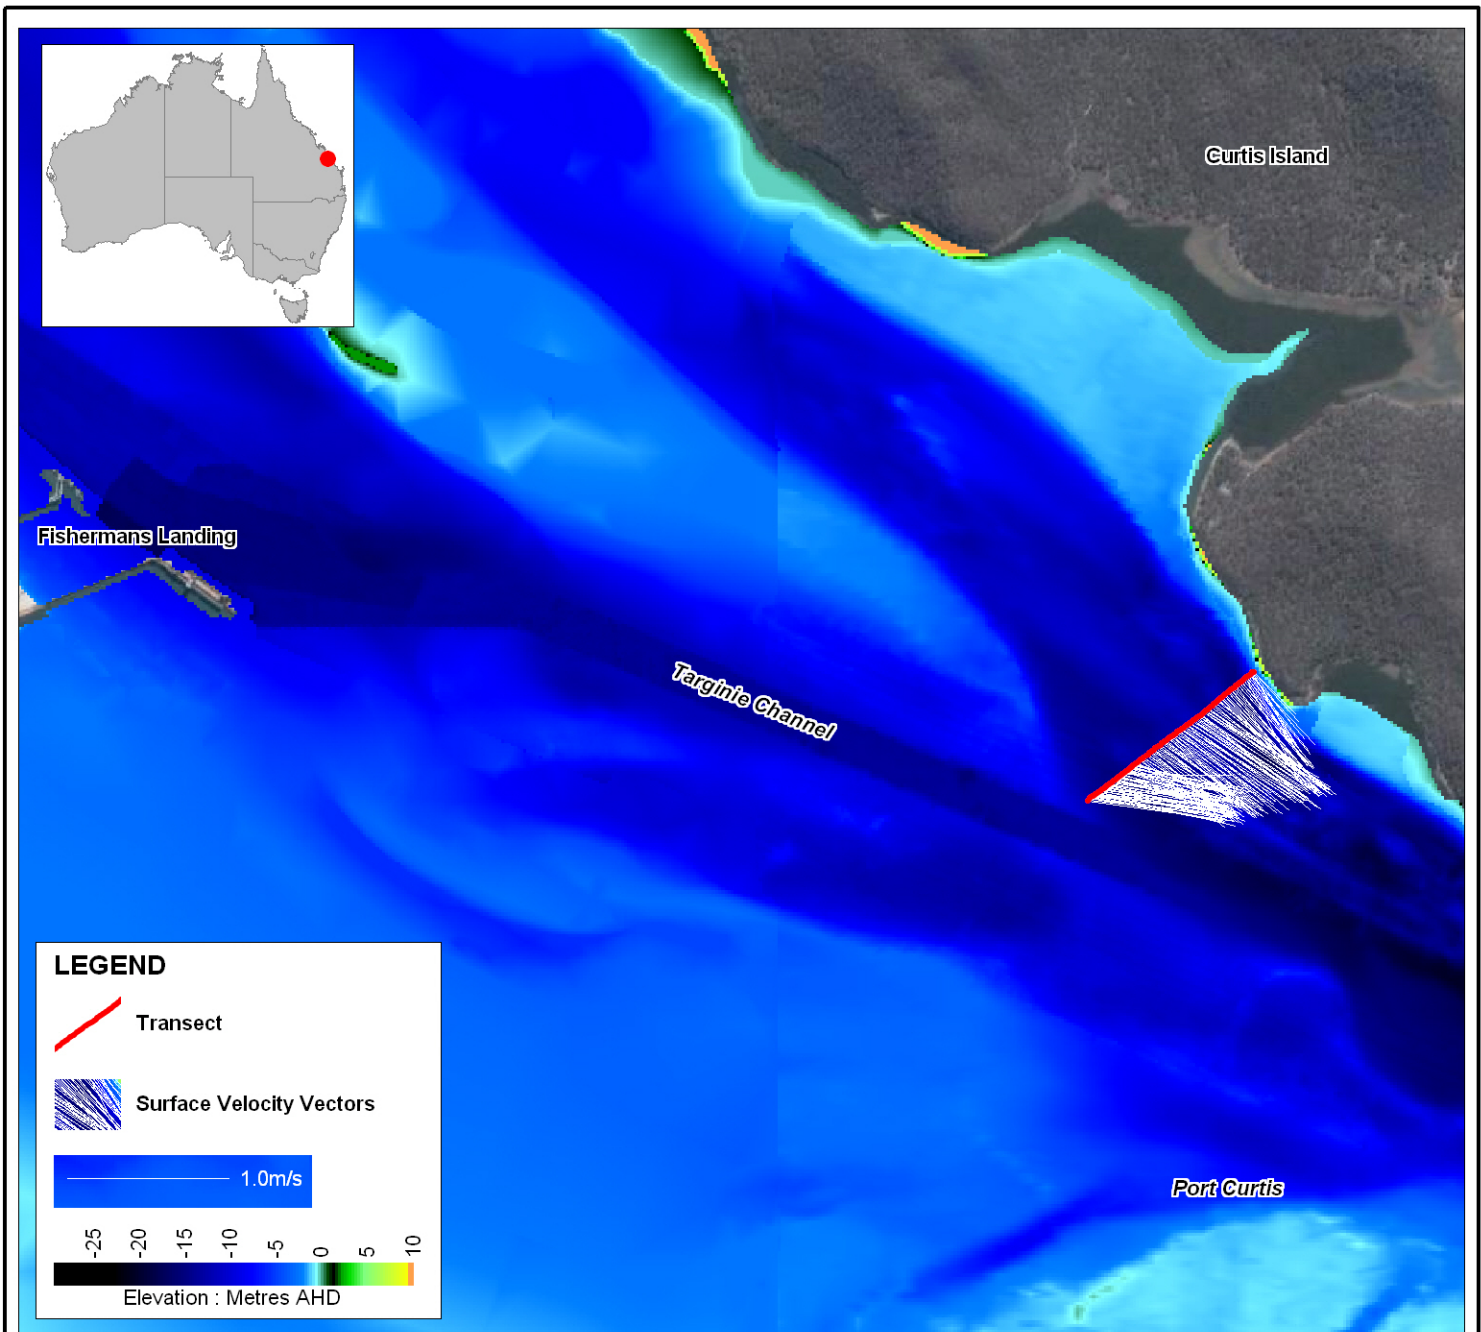 Curtis Island
Fishermans Landing
Targinie Channel
LEGEND
Transect
Surface Velocity Vectors
1.0m/s
-25 -20 -15 -10 -5 0 5 10
Elevation : Metres AHD
Port Curtis